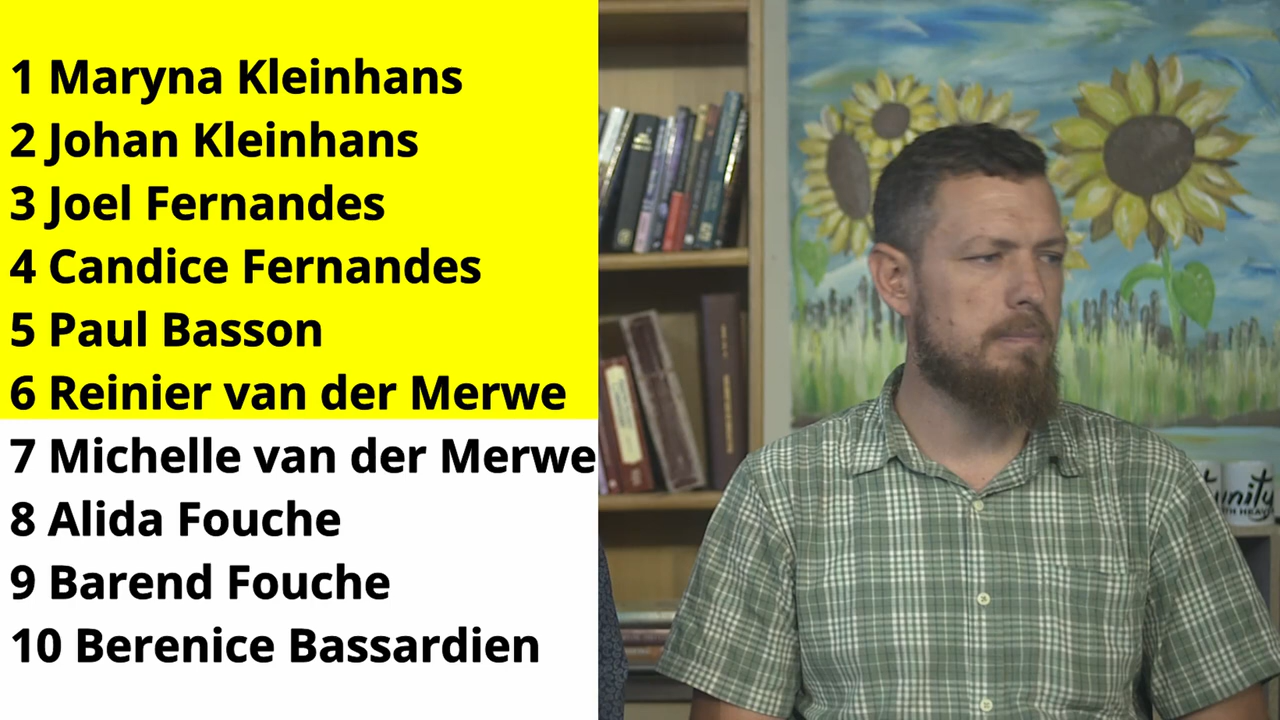 1 Maryna Kleinhans
2 Johan Kleinhans
3 Joel Fernandes
4 Candice Fernandes
5 Paul Basson
6 Reinier van der Merwe
7 Michelle van der Merwe
8 Alida Fouche
9 Barend Fouche
10 Berenice Bassardien
unity